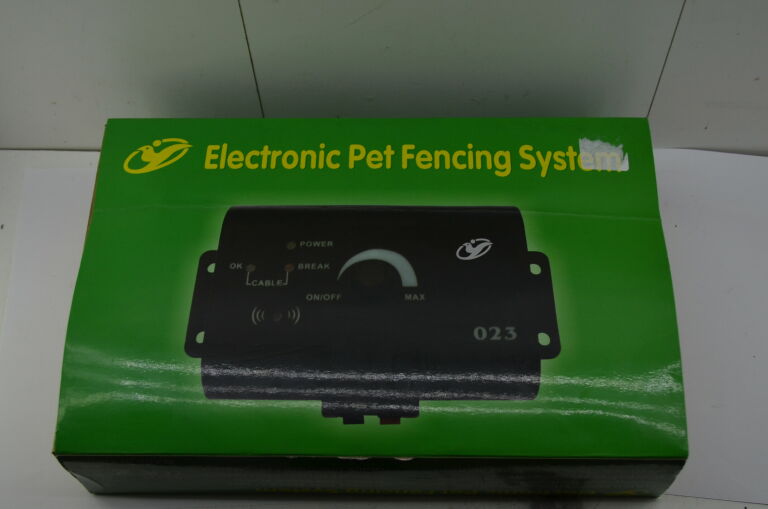 Electronic Pet Fencing System
POWER
OK BREAK
CABLE
ON/OFF MAX
023